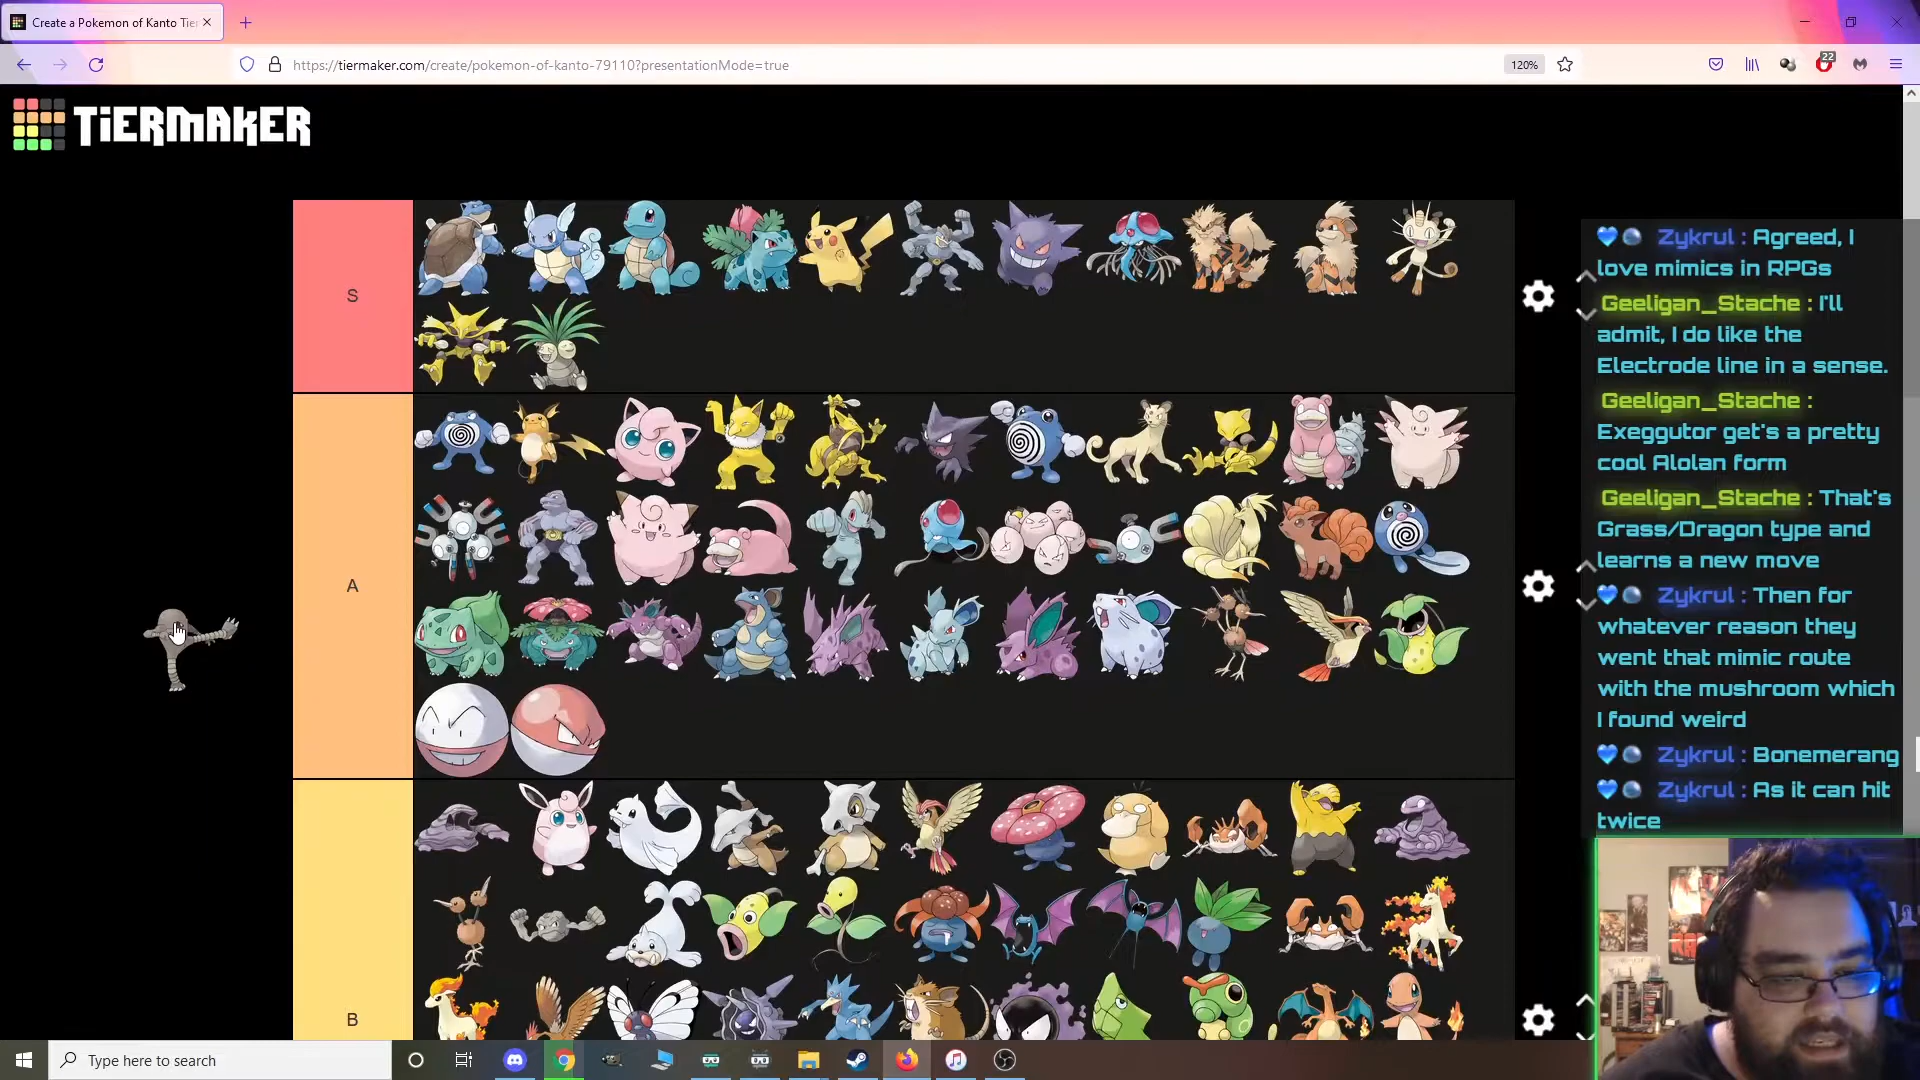 Create a Pokemon of Kanto Tie
https://tiermaker.com/create/pokemon-of-kanto-79110?presentationMode=true
120%
22
TiERMAKER
S
A
B
Zykrul : Agreed, I
love mimics in RPGs
Geeligan_Stache : I'll
admit, I do like the
Electrode line in a sense.
Geeligan_Stache :
Exeggutor get's a pretty
cool Alolan form
Geeligan_Stache : That's
Grass/Dragon type and
learns a new move
Zykrul : Then for
whatever reason they
went that mimic route
with the mushroom which
I found weird
Zykrul : Bonemerang
Zykrul : As it can hit
twice
Type here to search